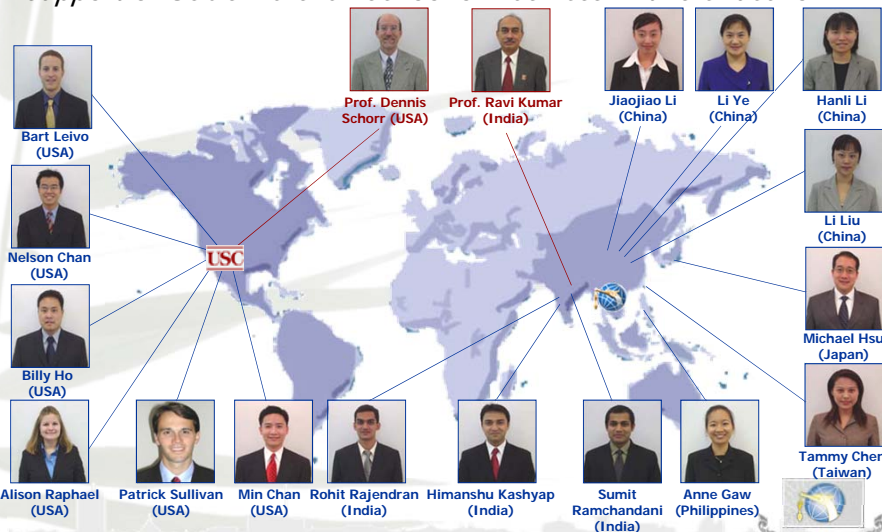 Prof. Dennis
Schorr (USA)
Prof. Ravi Kumar
(India)
Jiaojiao Li
(China)
Li Ye
(China)
Hanli Li
(China)
Bart Leivo
(USA)
Li Liu
(China)
Nelson Chan
(USA)
USC
Michael Hsu
(Japan)
Billy Ho
(USA)
Tammy Chen
(Taiwan)
Alison Raphael
(USA)
Patrick Sullivan
(USA)
Min Chan
(USA)
Rohit Rajendran
(India)
Himanshu Kashyap
(India)
Sumit
Ramchandani
(India)
Anne Gaw
(Philippines)